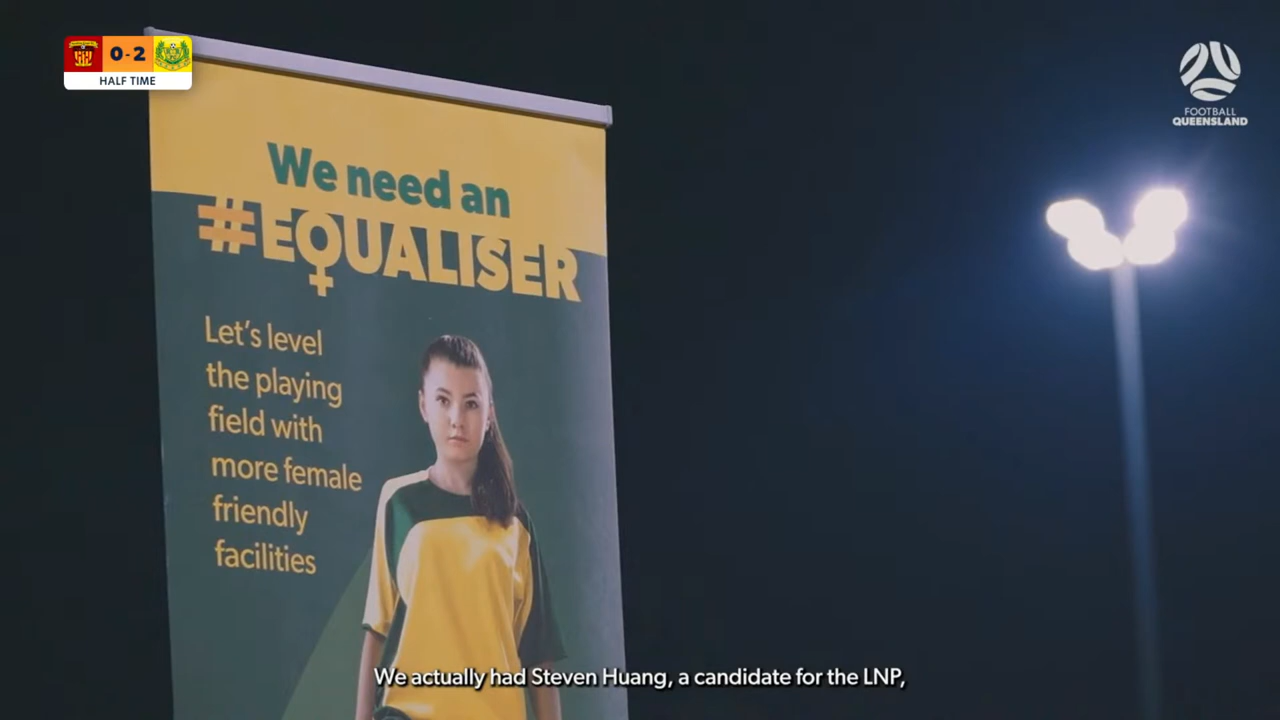 0-2
HALF TIME
FOOTBALL
QUEENSLAND
We need an
#EQUALISER
Let's level
the playing
field with
more female
friendly
facilities
We actually had Steven Huang, a candidate for the LNP,